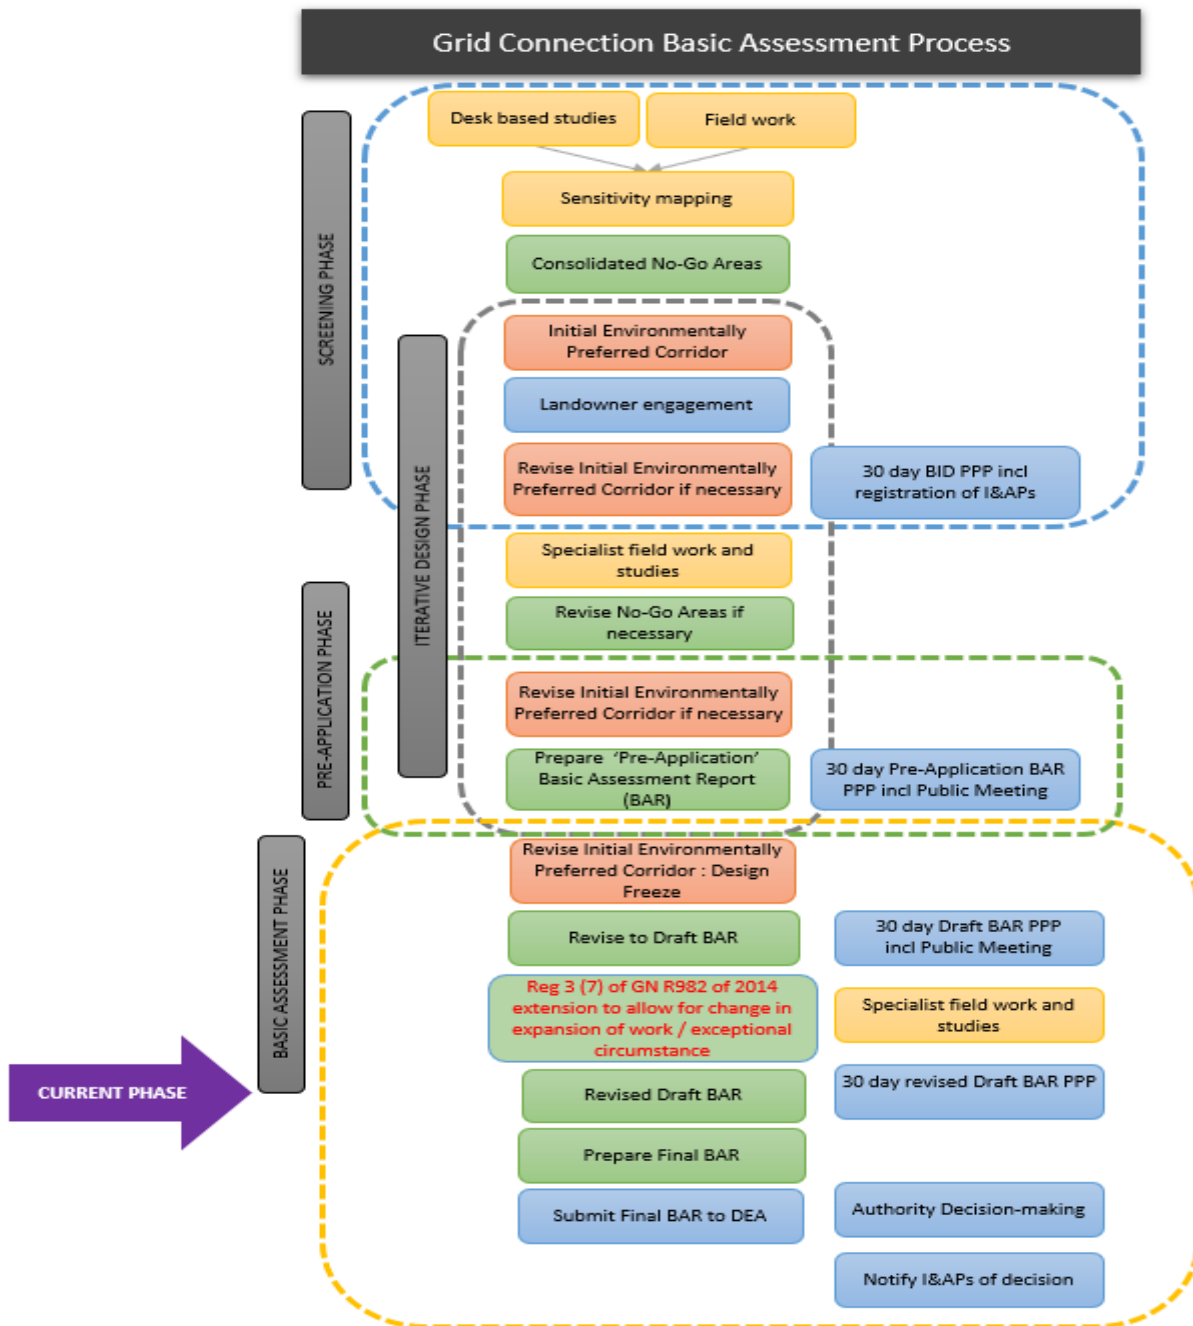 Grid Connection Basic Assessment Process
Desk based studies
Field work
Sensitivity mapping
SCREENING PHASE
Consolidated No-Go Areas
Initial Environmentally
Preferred Corridor
Landowner engagement
ITERATIVE DESIGN PHASE
Revise Initial Environmentally
Preferred Corridor if necessary
30 day BID PPP incl
registration of I&APs
Specialist field work and
studies
Revise No-Go Areas if
necessary
PRE-APPLICATION PHASE
Revise Initial Environmentally
Preferred Corridor if necessary
Prepare ‘Pre-Application’
Basic Assessment Report
(BAR)
30 day Pre-Application BAR
PPP incl Public Meeting
BASIC ASSESSMENT PHASE
Revise Initial Environmentally
Preferred Corridor : Design
Freeze
Revise to Draft BAR
30 day Draft BAR PPP
incl Public Meeting
Reg 3 (7) of GN R982 of 2014
extension to allow for change in
expansion of work / exceptional
circumstance
Specialist field work and
studies
CURRENT PHASE
Revised Draft BAR
30 day revised Draft BAR PPP
Prepare Final BAR
Submit Final BAR to DEA
Authority Decision-making
Notify I&APs of decision